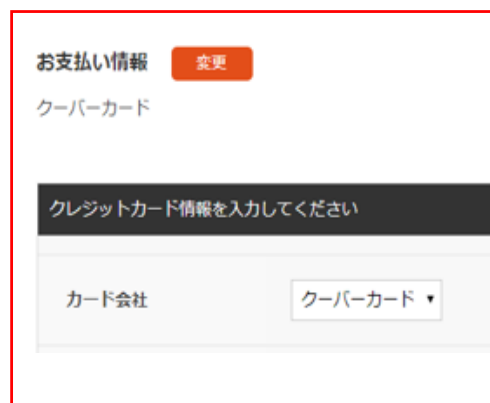 お支払い情報 変更
クーバーカード
クレジットカード情報を入力してください
カード会社 クーバーカード